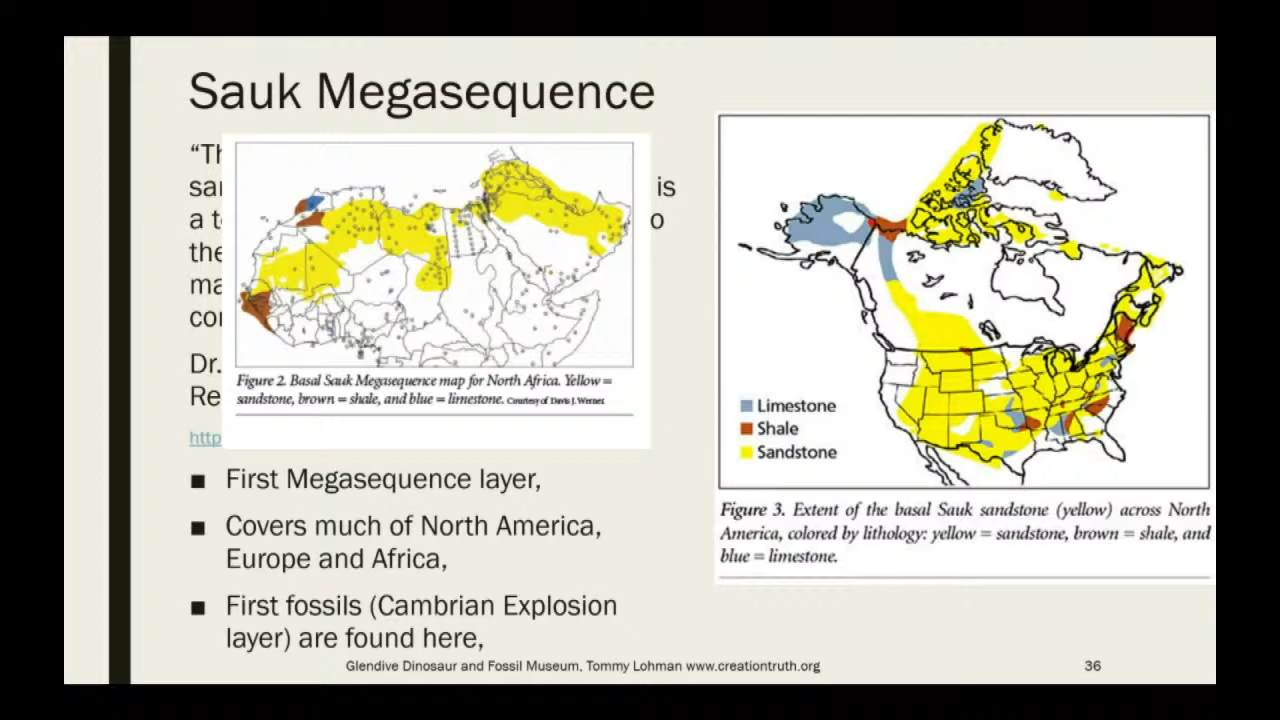 Sauk Megasequence
“Th
sar
is
a t
o
the
ma
cor
Dr.
Re
http
Figure 2. Basal Sauk Megasequence map for North Africa. Yellow =
sandstone, brown = shale, and blue = limestone. Courtesy of Davis J. Werner.
■ First Megasequence layer,
■ Covers much of North America,
Europe and Africa,
■ First fossils (Cambrian Explosion
layer) are found here,
Limestone
Shale
Sandstone
Figure 3. Extent of the basal Sauk sandstone (yellow) across North
America, colored by lithology: yellow = sandstone, brown = shale, and
blue = limestone.
Glendive Dinosaur and Fossil Museum, Tommy Lohman www.creationtruth.org
36